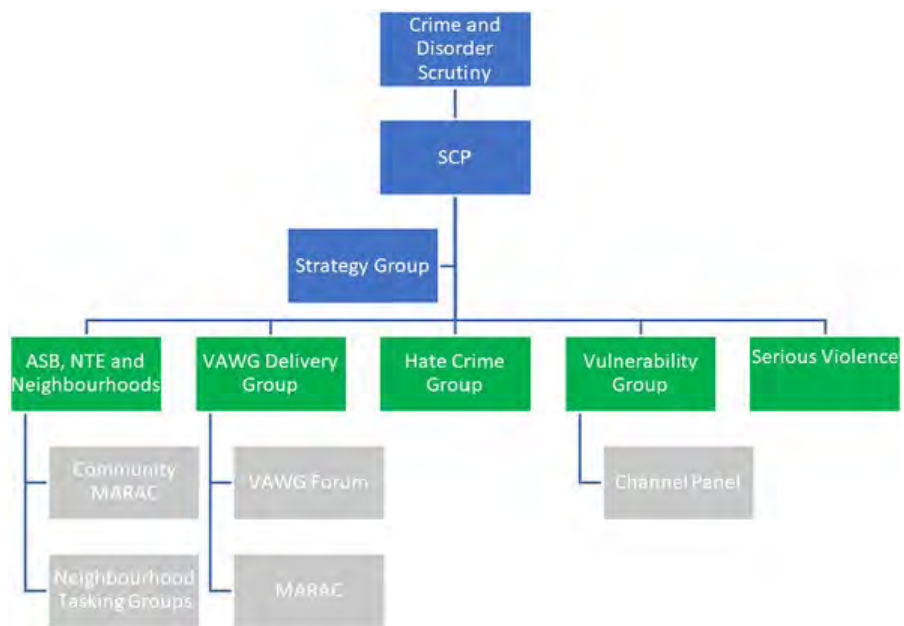 Crime and
Disorder
Scrutiny
SCP
Strategy Group
ASB, NTE and
Neighbourhoods
VAWG Delivery
Group
Hate Crime
Group
Vulnerability
Group
Serious Violence
Community
MARAC
VAWG Forum
Channel Panel
Neighbourhood
Tasking Groups
MARAC